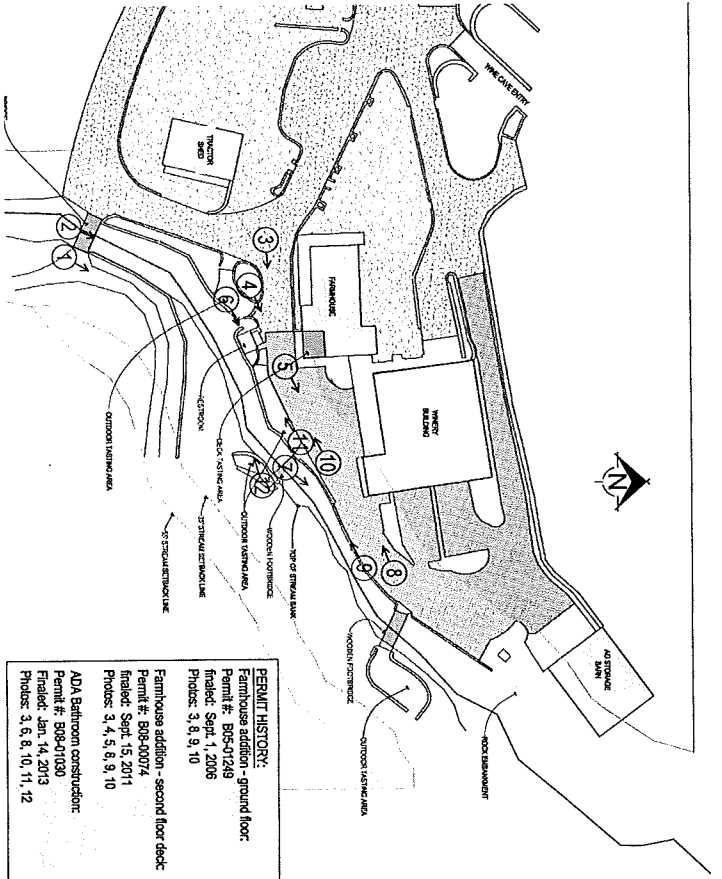 WINE CAVE ENTRY
TRACTOR
SHED
FARMHOUSE
WINERY
BUILDING
AG STORAGE
BARN
N
1
2
3
4
5
6
7
8
9
10
11
12
OUTDOOR TASTING AREA
RESTROOM
DECK TASTING AREA
OUTDOOR TASTING AREA
WOODEN FOOTBRIDGE
TOP OF STREAM BANK
STREAM SETBACK LINE
STREAM SETBACK LINE
WOODEN FOOTBRIDGE
OUTDOOR TASTING AREA
ROCK EMBANKMENT
PERMIT HISTORY:
Farmhouse addition - ground floor:
Permit #: B05-01249
finaled: Sept. 1, 2006
Photos: 3, 8, 9, 10
Farmhouse addition - second floor deck:
Permit #: B08-00074
finaled: Sept. 15, 2011
Photos: 3, 4, 5, 8, 9, 10
ADA Bathroom construction:
Permit #: B08-01030
Finaled: Jan. 14, 2013
Photos: 3, 6, 8, 10, 11, 12